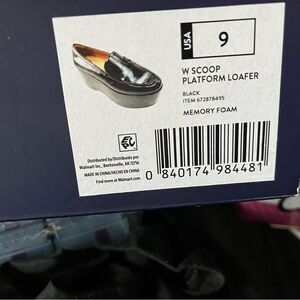 USA
9
W SCOOP
PLATFORM LOAFER
BLACK
ITEM 672878495
MEMORY FOAM
Distributed by/Distribuido por
Walmart Inc., Bentonville, AR 72716
MADE IN CHINA/HECHO EN CHINA
Find more at Walmart.com
0 840174 984481